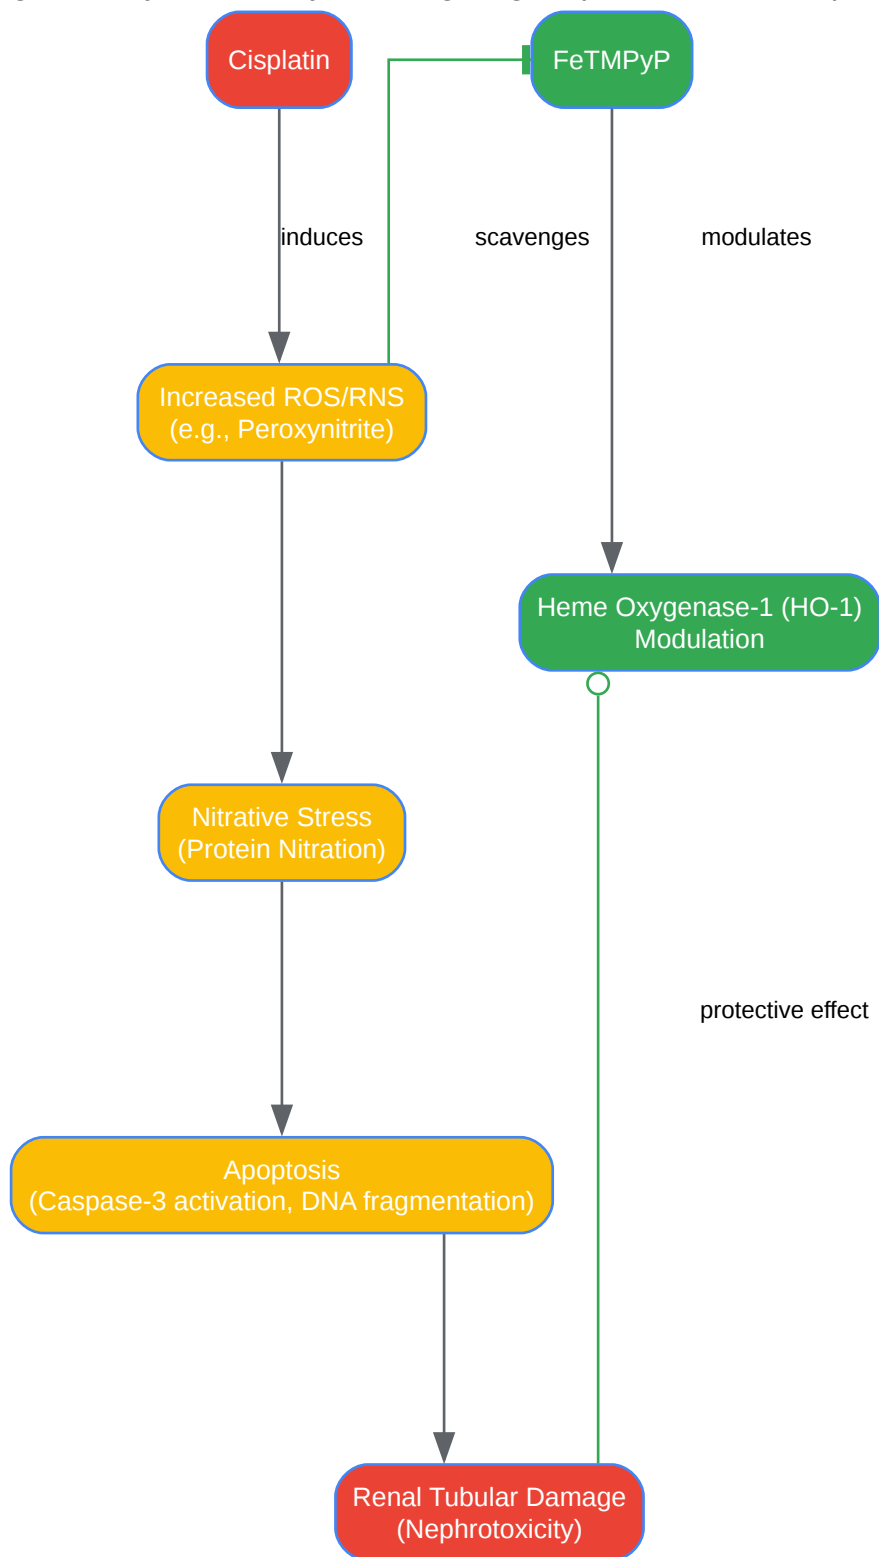 Cisplatin
FeTMPyP
induces
scavenges
modulates
Increased ROS/RNS
(e.g., Peroxynitrite)
Heme Oxygenase-1 (HO-1)
Modulation
Nitrative Stress
(Protein Nitration)
protective effect
Apoptosis
(Caspase-3 activation, DNA fragmentation)
Renal Tubular Damage
(Nephrotoxicity)